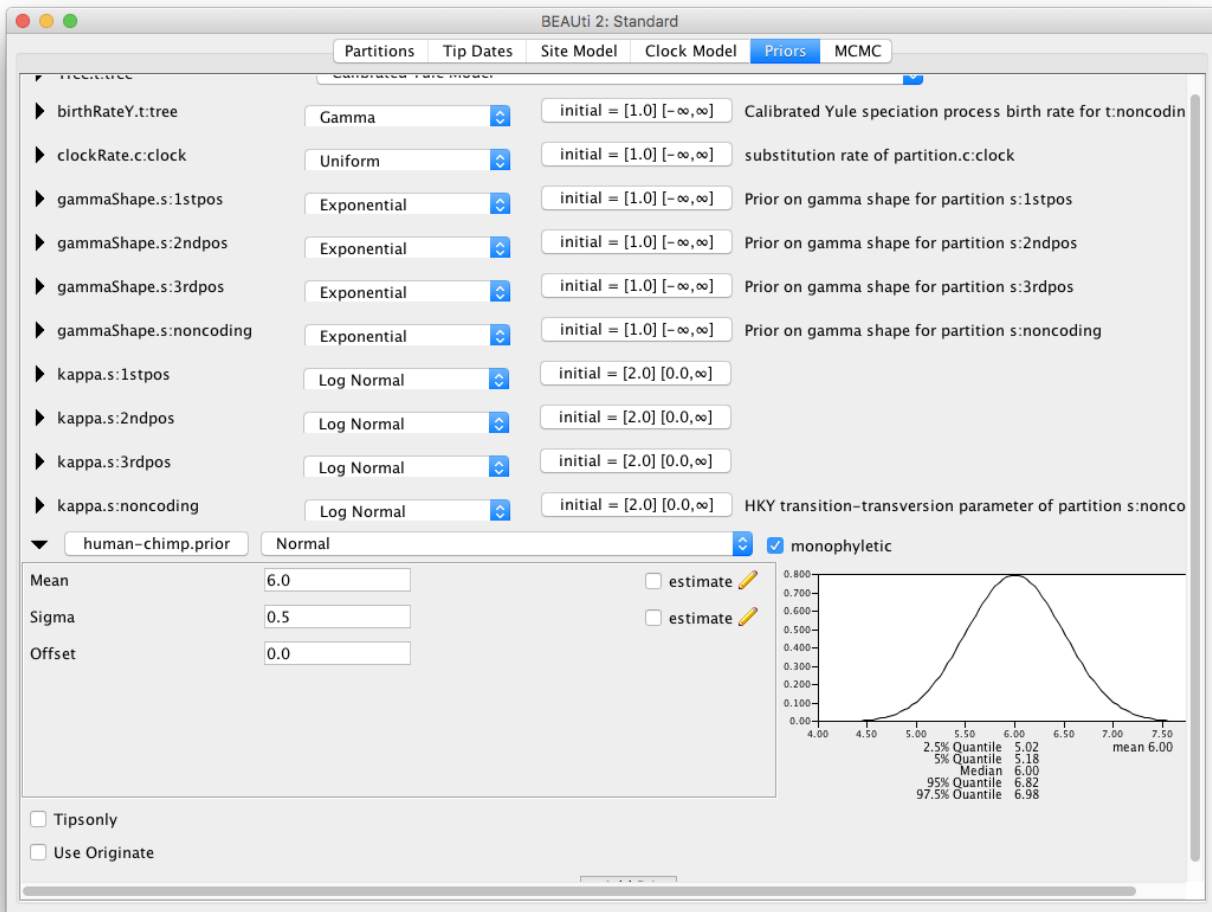 BEAUti 2: Standard
Partitions Tip Dates Site Model Clock Model Priors MCMC
Tree.t:tree Calibrated Yule Model
birthRateY.t:tree Gamma initial = [1.0] [-∞,∞] Calibrated Yule speciation process birth rate for t:noncodin
clockRate.c:clock Uniform initial = [1.0] [-∞,∞] substitution rate of partition.c:clock
gammaShape.s:1stpos Exponential initial = [1.0] [-∞,∞] Prior on gamma shape for partition s:1stpos
gammaShape.s:2ndpos Exponential initial = [1.0] [-∞,∞] Prior on gamma shape for partition s:2ndpos
gammaShape.s:3rdpos Exponential initial = [1.0] [-∞,∞] Prior on gamma shape for partition s:3rdpos
gammaShape.s:noncoding Exponential initial = [1.0] [-∞,∞] Prior on gamma shape for partition s:noncoding
kappa.s:1stpos Log Normal initial = [2.0] [0.0,∞]
kappa.s:2ndpos Log Normal initial = [2.0] [0.0,∞]
kappa.s:3rdpos Log Normal initial = [2.0] [0.0,∞]
kappa.s:noncoding Log Normal initial = [2.0] [0.0,∞] HKY transition-transversion parameter of partition s:nonco
human-chimp.prior Normal monophyletic
Mean 6.0 estimate
Sigma 0.5 estimate
Offset 0.0
0.800
0.700
0.600
0.500
0.400
0.300
0.200
0.100
0.00
4.00 4.50 5.00 5.50 6.00 6.50 7.00 7.50
2.5% Quantile 5.02 mean 6.00
5% Quantile 5.18
Median 6.00
95% Quantile 6.82
97.5% Quantile 6.98
Tipsonly
Use Originate